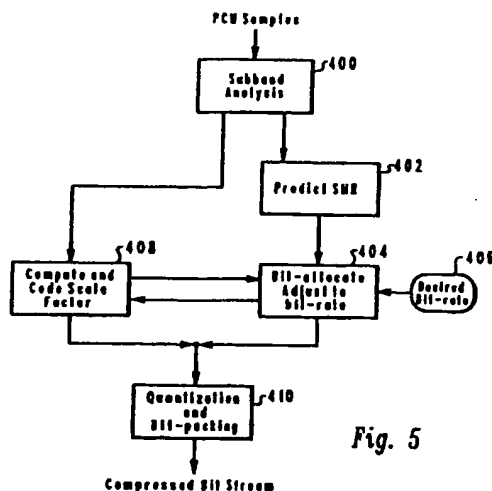 PCM Samples
400
Subband
Analysis
402
Predict SMR
408
Compute and
Code Scale
Factor
404
Bit-allocate
Adjust to
bit-rate
406
Desired
Bit-rate
410
Quantization
and
Bit-packing
Fig. 5
Compressed Bit Stream